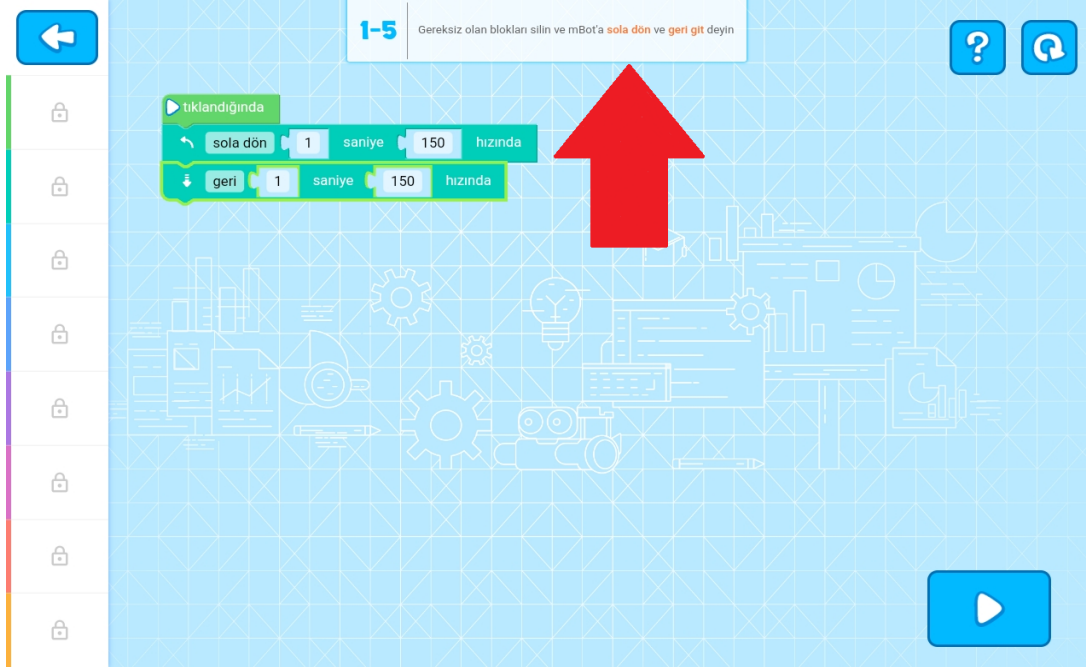 1-5 Gereksiz olan blokları silin ve mBot'a sola dön ve geri git deyin
tıklandığında
sola dön 1 saniye 150 hızında
geri 1 saniye 150 hızında
?